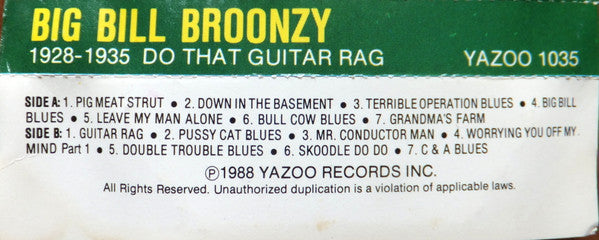 BIG BILL BROONZY
1928-1935 DO THAT GUITAR RAG YAZOO 1035
SIDE A: 1. PIG MEAT STRUT ● 2. DOWN IN THE BASEMENT ● 3. TERRIBLE OPERATION BLUES ● 4. BIG BILL
BLUES ● 5. LEAVE MY MAN ALONE ● 6. BULL COW BLUES ● 7. GRANDMA'S FARM
SIDE B: 1. GUITAR RAG ● 2. PUSSY CAT BLUES ● 3. MR. CONDUCTOR MAN ● 4. WORRYING YOU OFF MY
MIND Part 1 ● 5. DOUBLE TROUBLE BLUES ● 6. SKOODLE DO DO ● 7. C & A BLUES
℗1988 YAZOO RECORDS INC.
All Rights Reserved. Unauthorized duplication is a violation of applicable laws.